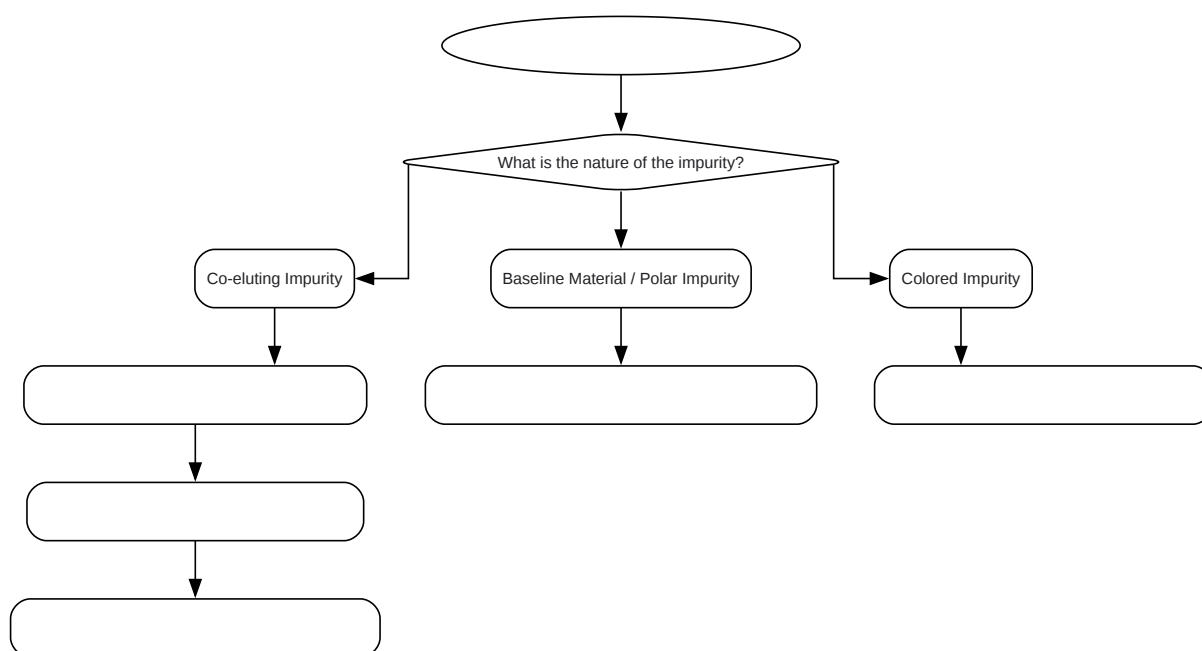 What is the nature of the impurity?
Co-eluting Impurity
Baseline Material / Polar Impurity
Colored Impurity